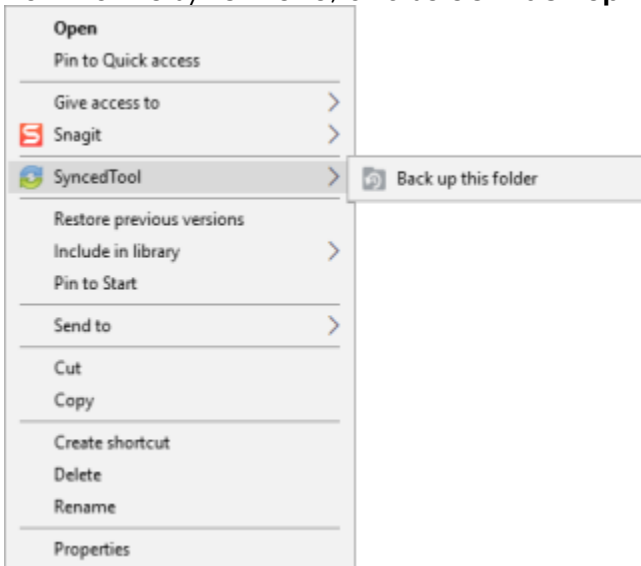 Open
Pin to Quick access
Give access to
Snagit
SyncedTool
Back up this folder
Restore previous versions
Include in library
Pin to Start
Send to
Cut
Copy
Create shortcut
Delete
Rename
Properties